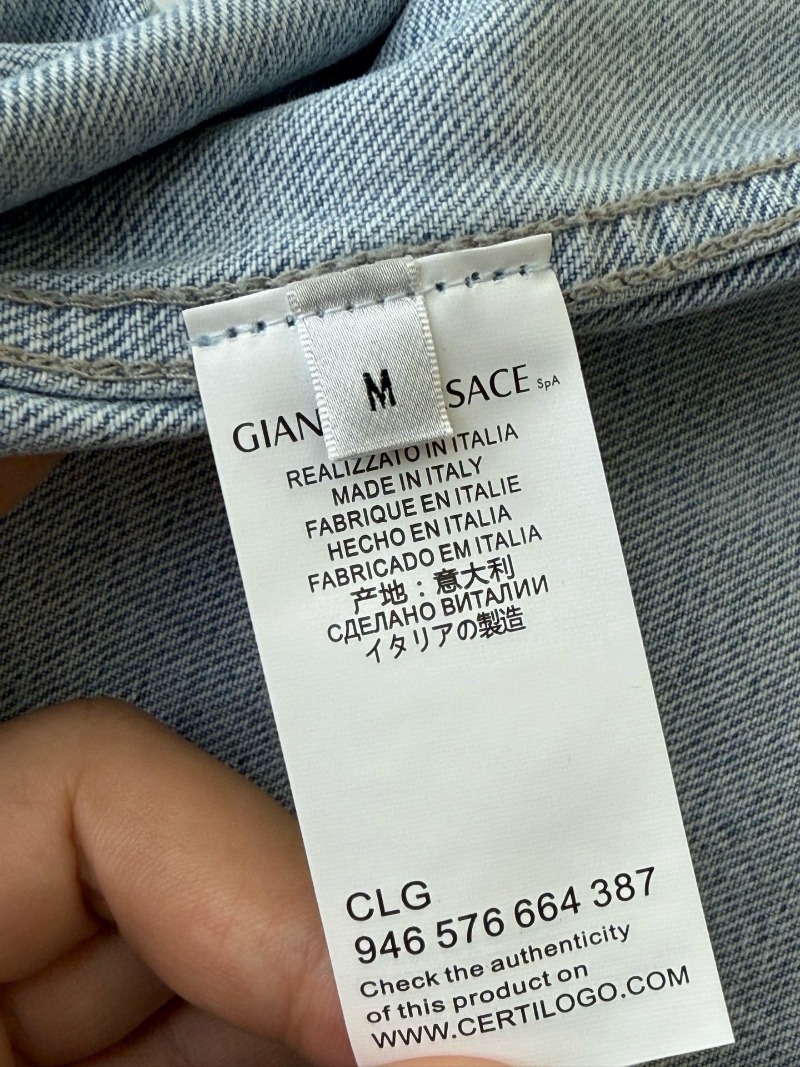 M
GIAN SACE SpA
REALIZZATO IN ITALIA
MADE IN ITALY
FABRIQUE EN ITALIE
HECHO EN ITALIA
FABRICADO EM ITALIA
产地：意大利
СДЕЛАНО ВИТАЛИИ
イタリアの製造
CLG
946 576 664 387
Check the authenticity
of this product on
WWW.CERTILOGO.COM